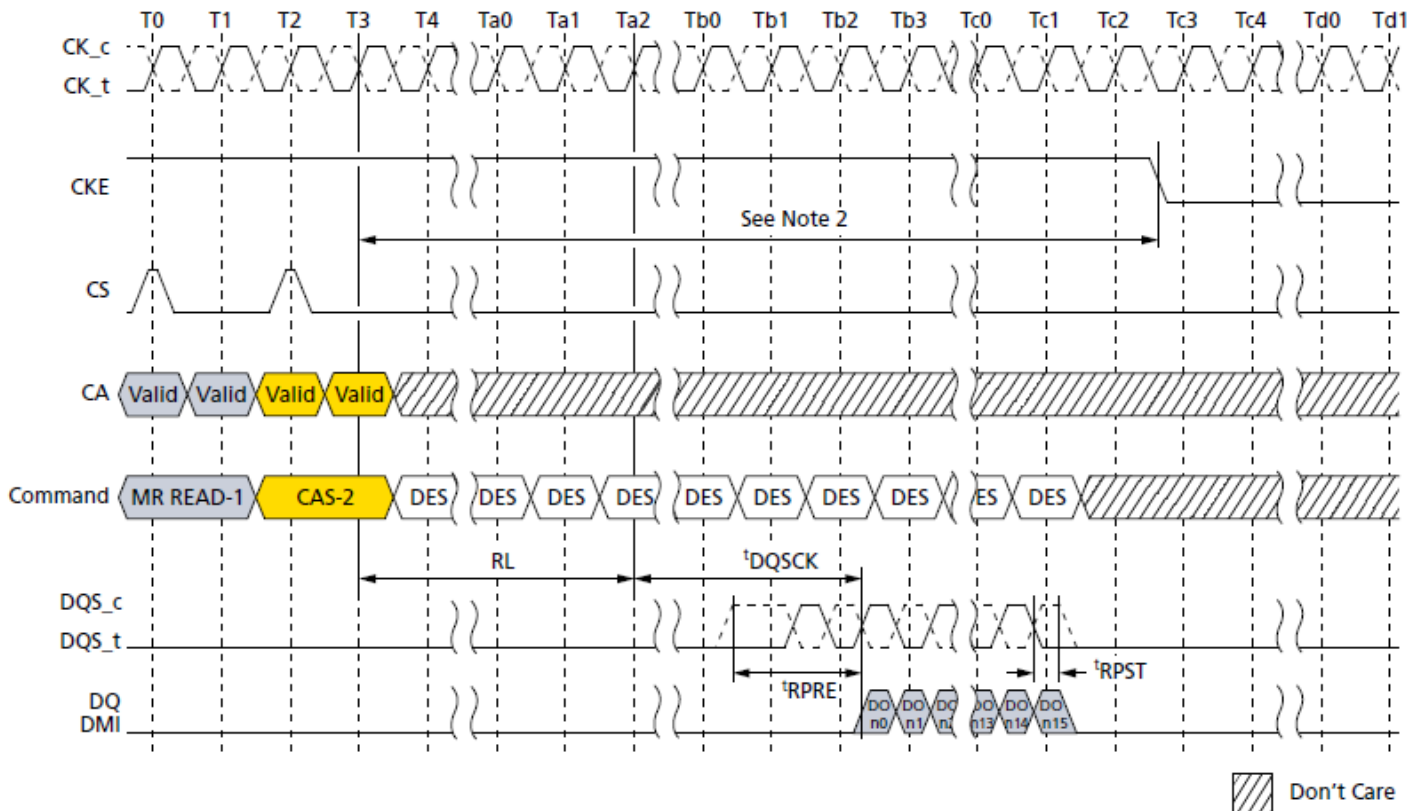 T0 T1 T2 T3 T4 Ta0 Ta1 Ta2 Tb0 Tb1 Tb2 Tb3 Tc0 Tc1 Tc2 Tc3 Tc4 Td0 Td1
CK_c
CK_t
CKE
See Note 2
CS
CA Valid Valid Valid Valid
Command MR READ-1 CAS-2 DES DES DES DES DES DES DES DES ES DES
RL tDQSCK
DQS_c
DQS_t
tRPRE tRPST
DQ
DMI
DO DO DO DO DO DO
n0 n1 n2 n13 n14 n15
Don't Care